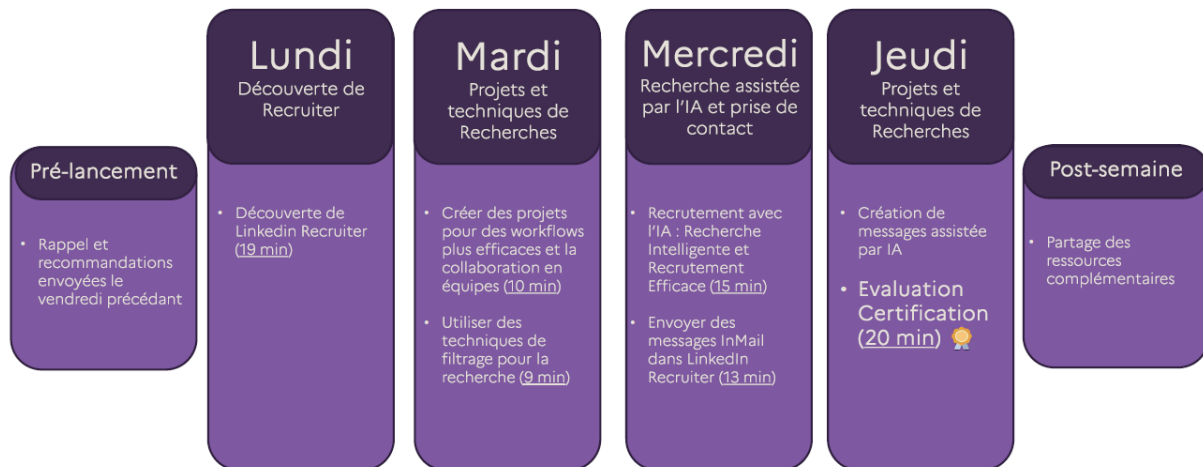 Pré-lancement
• Rappel et
recommandations
envoyées le
vendredi précédant
Lundi
Découverte de
Recruiter
• Découverte de
Linkedin Recruiter
(19 min)
Mardi
Projets et
techniques de
Recherches
• Créer des projets
pour des workflows
plus efficaces et la
collaboration en
équipes (10 min)
• Utiliser des
techniques de
filtrage pour la
recherche (9 min)
Mercredi
Recherche assistée
par l'IA et prise de
contact
• Recrutement avec
l'IA : Recherche
Intelligente et
Recrutement
Efficace (15 min)
• Envoyer des
messages InMail
dans LinkedIn
Recruiter (13 min)
Jeudi
Projets et
techniques de
Recherches
• Création de
messages assistée
par IA
• Evaluation
Certification
(20 min)
Post-semaine
• Partage des
ressources
complémentaires